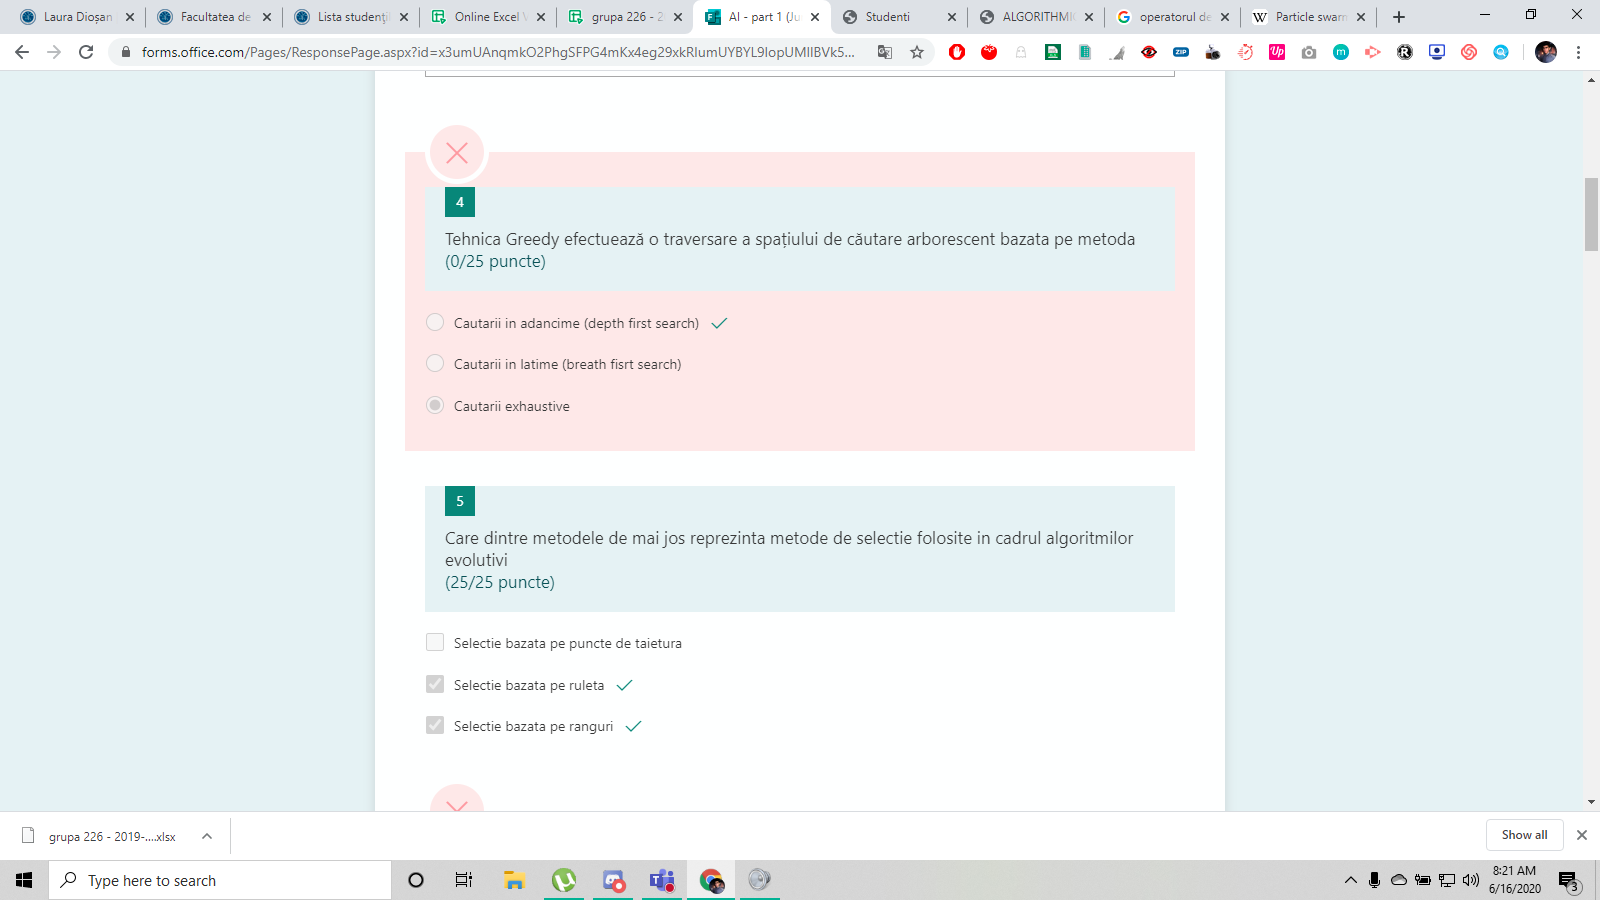 Laura Dioșan
Facultatea de
Lista studenți
Online Excel V
grupa 226 - 2
AI - part 1 (Ju
Studenti
ALGORITHMI
operatorul de
Particle swarm
forms.office.com/Pages/ResponsePage.aspx?id=x3umUAnqmkO2PhgSFPG4mKx4eg29xkRIumUYBYL9IopUMllBVk5...
4
Tehnica Greedy efectuează o traversare a spațiului de căutare arborescent bazata pe metoda
(0/25 puncte)
Cautarii in adancime (depth first search)
Cautarii in latime (breath fisrt search)
Cautarii exhaustive
5
Care dintre metodele de mai jos reprezinta metode de selectie folosite in cadrul algoritmilor
evolutivi
(25/25 puncte)
Selectie bazata pe puncte de taietura
Selectie bazata pe ruleta
Selectie bazata pe ranguri
grupa 226 - 2019-....xlsx
Show all
Type here to search
8:21 AM
6/16/2020
3